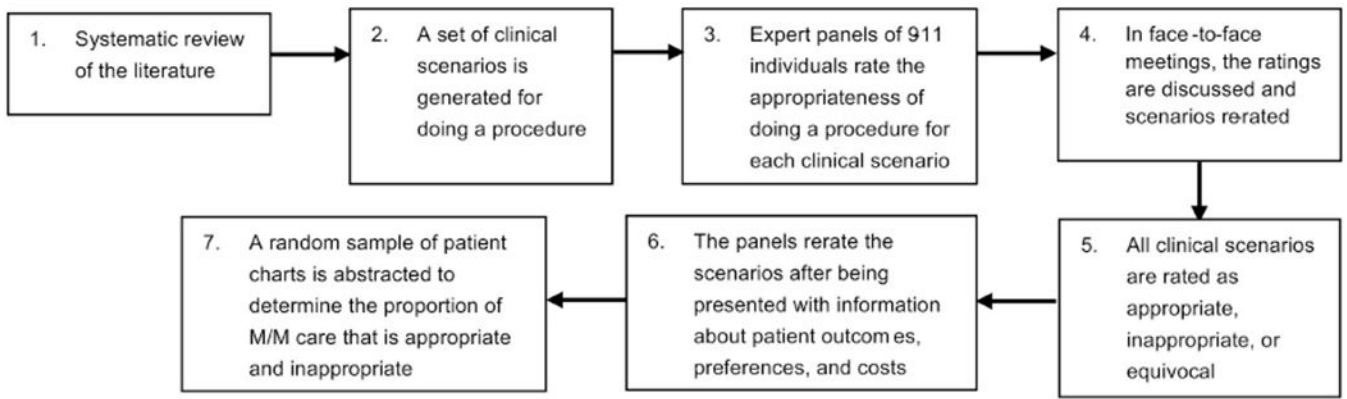 1. Systematic review
of the literature
2. A set of clinical
scenarios is
generated for
doing a procedure
3. Expert panels of 911
individuals rate the
appropriateness of
doing a procedure for
each clinical scenario
4. In face-to-face
meetings, the ratings
are discussed and
scenarios re-rated
5. All clinical scenarios
are rated as
appropriate,
inappropriate, or
equivocal
6. The panels rerate the
scenarios after being
presented with information
about patient outcomes,
preferences, and costs
7. A random sample of patient
charts is abstracted to
determine the proportion of
M/M care that is appropriate
and inappropriate